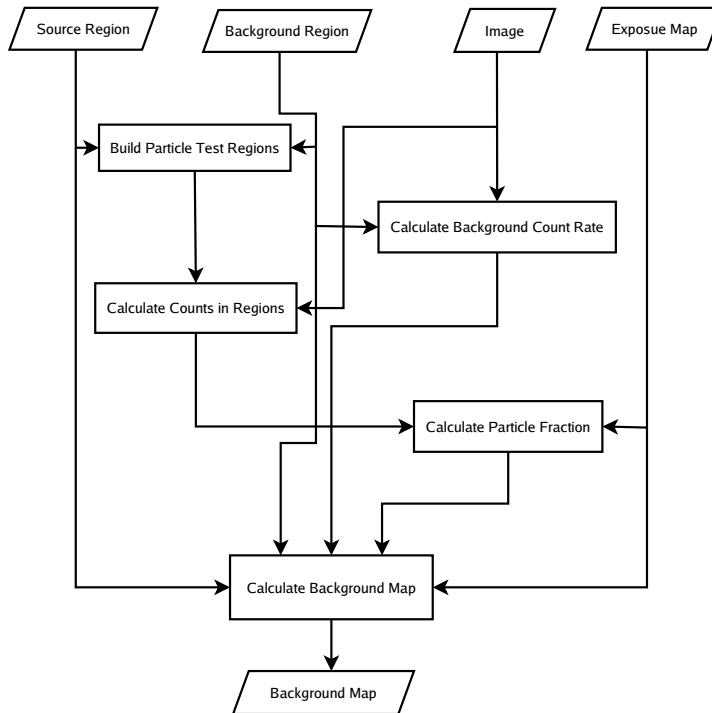 Source Region
Background Region
Image
Exposue Map
Build Particle Test Regions
Calculate Background Count Rate
Calculate Counts in Regions
Calculate Particle Fraction
Calculate Background Map
Background Map